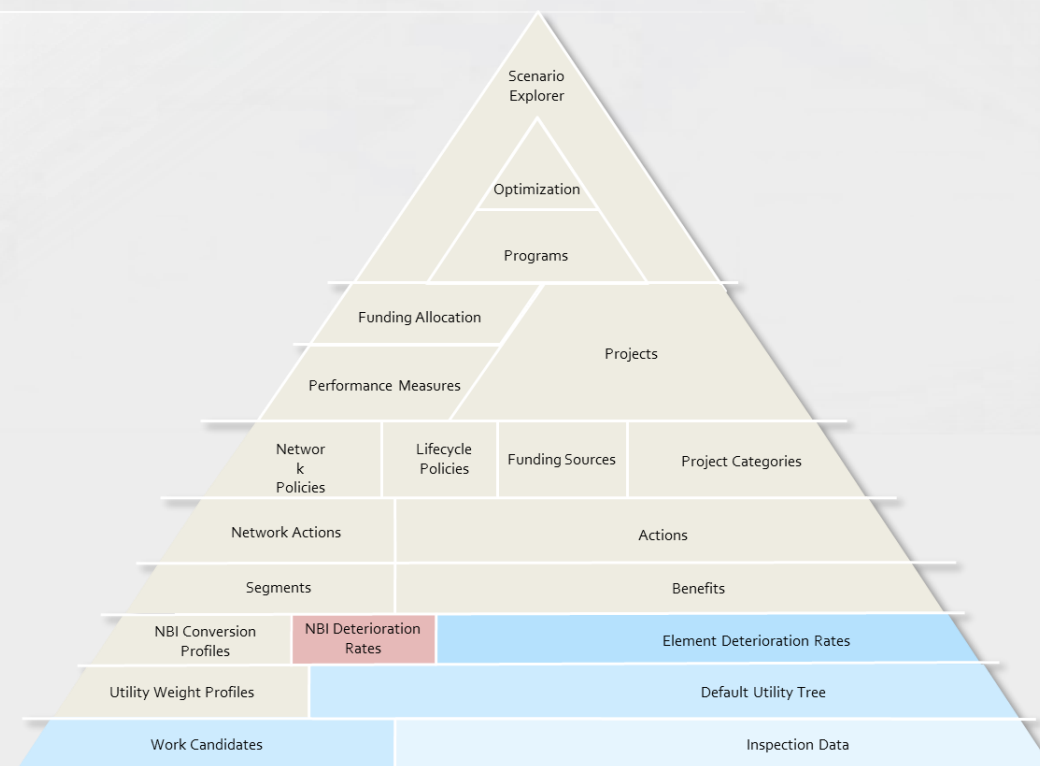 Scenario
Explorer
Optimization
Programs
Funding Allocation
Projects
Performance Measures
Networ
k
Policies
Lifecycle
Policies
Funding Sources
Project Categories
Network Actions
Actions
Segments
Benefits
NBI Conversion
Profiles
NBI Deterioration
Rates
Element Deterioration Rates
Utility Weight Profiles
Default Utility Tree
Work Candidates
Inspection Data